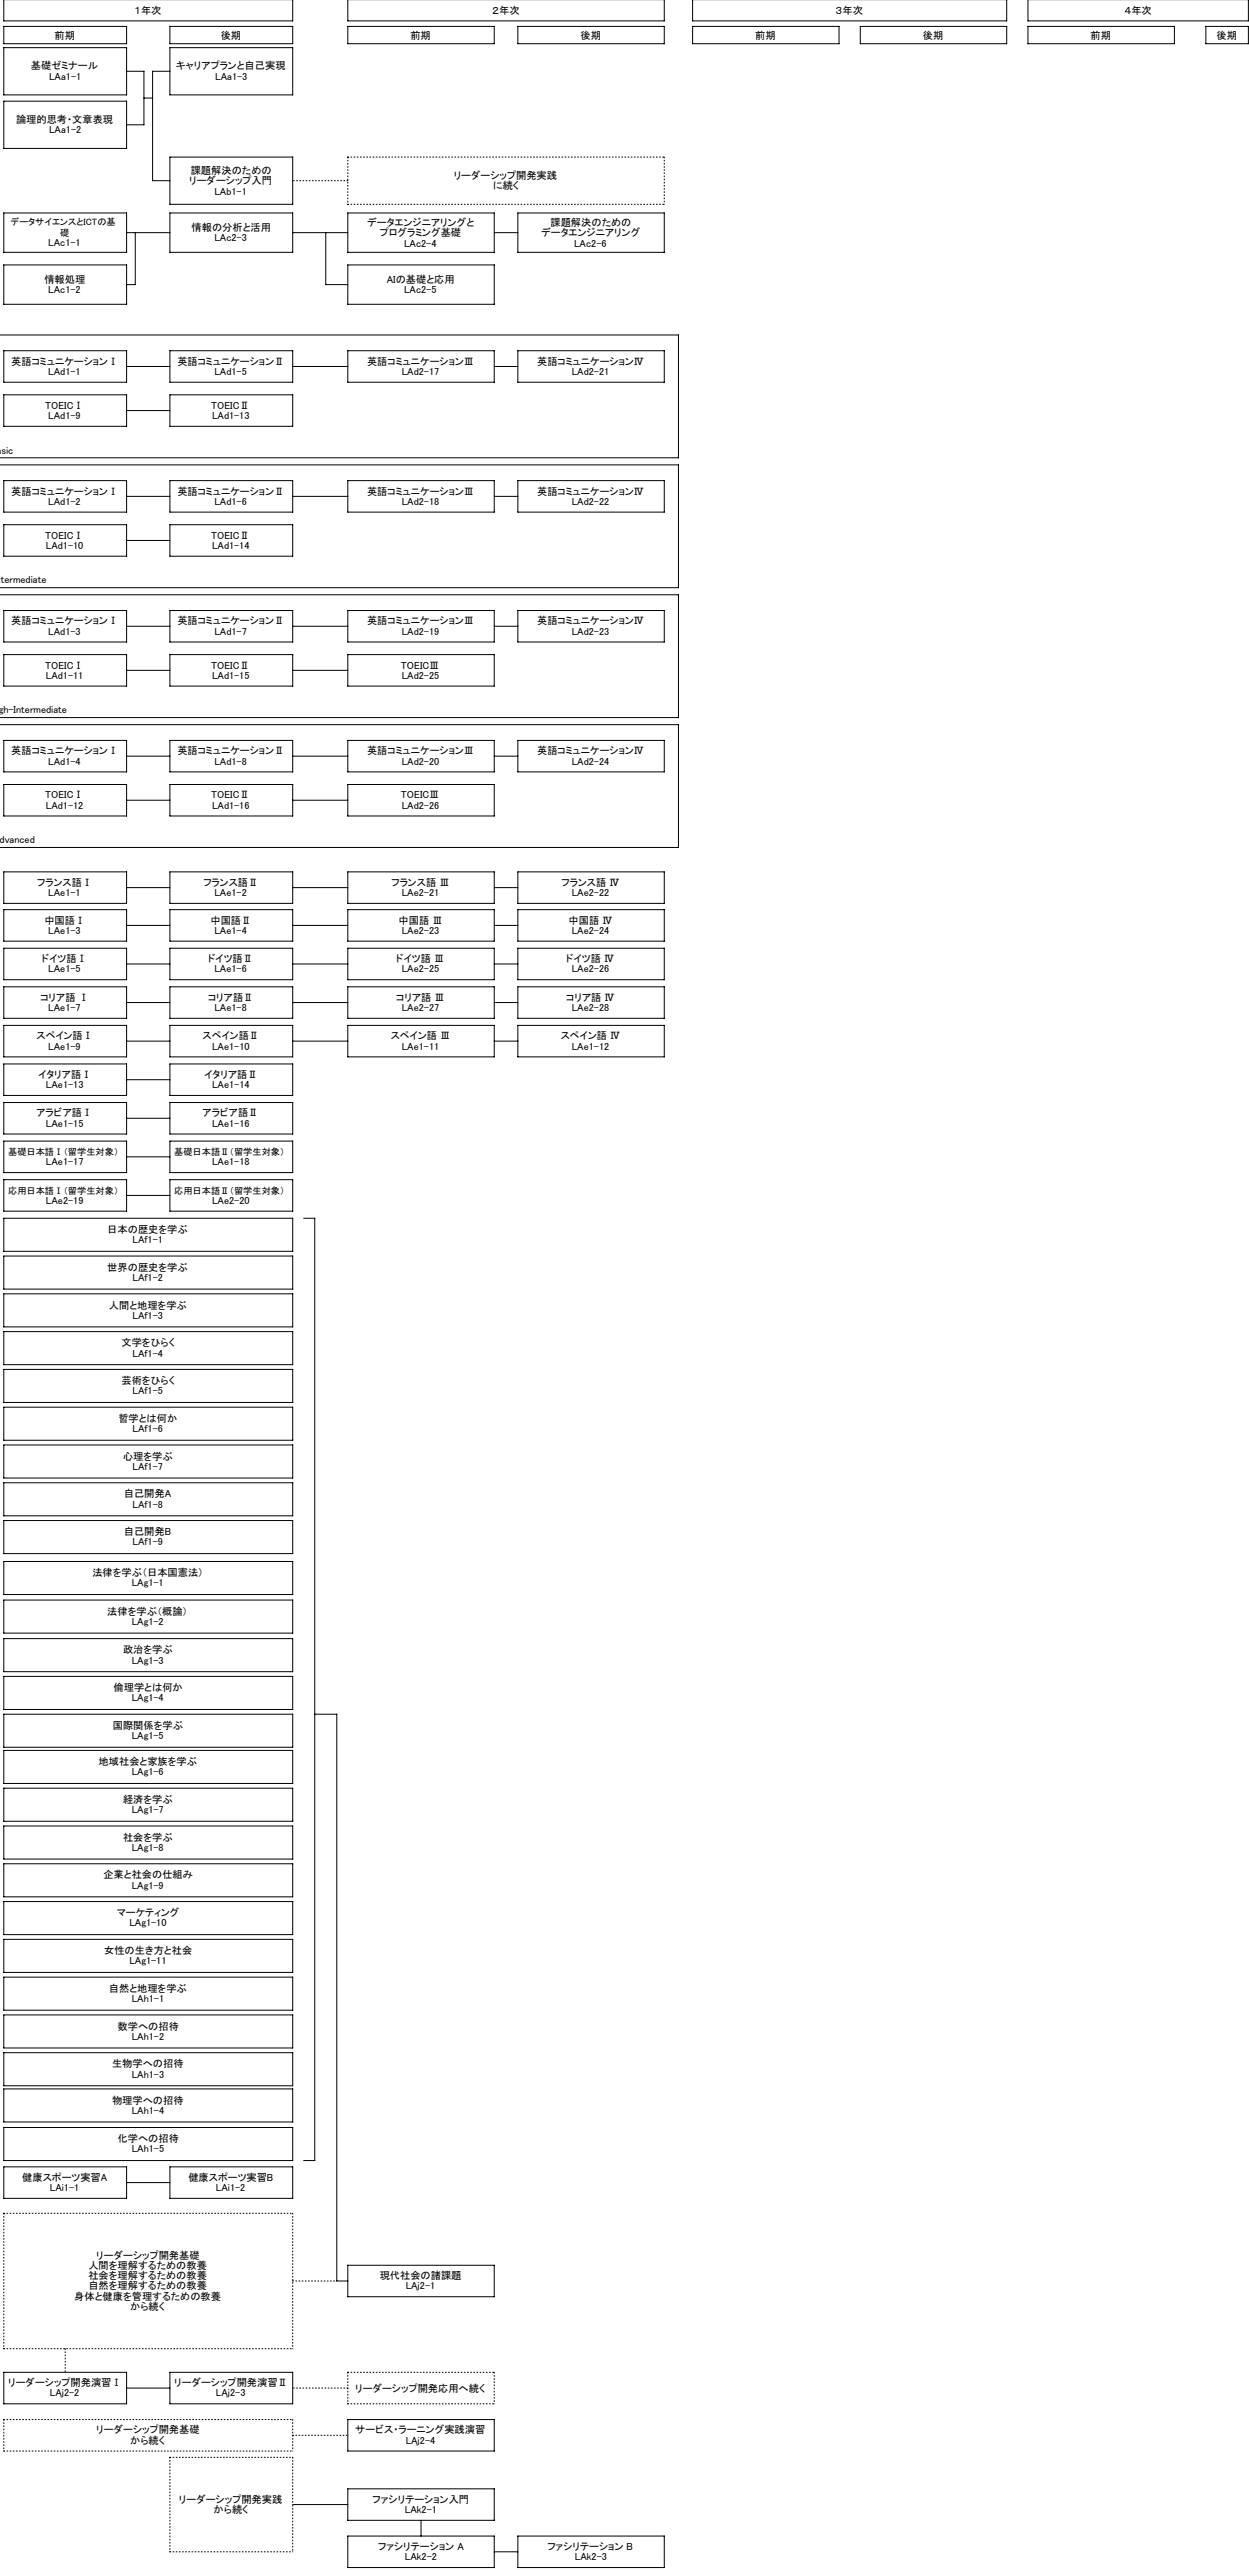 1年次
2年次
3年次
4年次
前期
後期
前期
後期
前期
後期
前期
後期
基礎ゼミナール
LAa1-1
キャリアプランと自己実現
LAa1-3
論理的思考・文章表現
LAa1-2
課題解決のための
リーダーシップ入門
LAb1-1
リーダーシップ開発実践
に続く
データサイエンスとICTの基
礎
LAc1-1
情報の分析と活用
LAc2-3
データエンジニアリングと
プログラミング基礎
LAc2-4
課題解決のための
データエンジニアリング
LAc2-6
情報処理
LAc1-2
AIの基礎と応用
LAc2-5
英語コミュニケーション Ⅰ
LAd1-1
英語コミュニケーション Ⅱ
LAd1-5
英語コミュニケーションⅢ
LAd2-17
英語コミュニケーションⅣ
LAd2-21
TOEIC Ⅰ
LAd1-9
TOEIC Ⅱ
LAd1-13
asic
英語コミュニケーション Ⅰ
LAd1-2
英語コミュニケーション Ⅱ
LAd1-6
英語コミュニケーションⅢ
LAd2-18
英語コミュニケーションⅣ
LAd2-22
TOEIC Ⅰ
LAd1-10
TOEIC Ⅱ
LAd1-14
termediate
英語コミュニケーション Ⅰ
LAd1-3
英語コミュニケーション Ⅱ
LAd1-7
英語コミュニケーションⅢ
LAd2-19
英語コミュニケーションⅣ
LAd2-23
TOEIC Ⅰ
LAd1-11
TOEIC Ⅱ
LAd1-15
TOEICⅢ
LAd2-25
gh-Intermediate
英語コミュニケーション Ⅰ
LAd1-4
英語コミュニケーション Ⅱ
LAd1-8
英語コミュニケーションⅢ
LAd2-20
英語コミュニケーションⅣ
LAd2-24
TOEIC Ⅰ
LAd1-12
TOEIC Ⅱ
LAd1-16
TOEICⅢ
LAd2-26
dvanced
フランス語 Ⅰ
LAe1-1
フランス語 Ⅱ
LAe1-2
フランス語 Ⅲ
LAe2-21
フランス語 Ⅳ
LAe2-22
中国語 Ⅰ
LAe1-3
中国語 Ⅱ
LAe1-4
中国語 Ⅲ
LAe2-23
中国語 Ⅳ
LAe2-24
ドイツ語 Ⅰ
LAe1-5
ドイツ語 Ⅱ
LAe1-6
ドイツ語 Ⅲ
LAe2-25
ドイツ語 Ⅳ
LAe2-26
コリア語 Ⅰ
LAe1-7
コリア語 Ⅱ
LAe1-8
コリア語 Ⅲ
LAe2-27
コリア語 Ⅳ
LAe2-28
スペイン語 Ⅰ
LAe1-9
スペイン語 Ⅱ
LAe1-10
スペイン語 Ⅲ
LAe1-11
スペイン語 Ⅳ
LAe1-12
イタリア語 Ⅰ
LAe1-13
イタリア語 Ⅱ
LAe1-14
アラビア語 Ⅰ
LAe1-15
アラビア語 Ⅱ
LAe1-16
基礎日本語 Ⅰ（留学生対象）
LAe1-17
基礎日本語 Ⅱ（留学生対象）
LAe1-18
応用日本語 Ⅰ（留学生対象）
LAe2-19
応用日本語 Ⅱ（留学生対象）
LAe2-20
日本の歴史を学ぶ
LAf1-1
世界の歴史を学ぶ
LAf1-2
人間と地理を学ぶ
LAf1-3
文学をひらく
LAf1-4
芸術をひらく
LAf1-5
哲学とは何か
LAf1-6
心理を学ぶ
LAf1-7
自己開発A
LAf1-8
自己開発B
LAf1-9
法律を学ぶ（日本国憲法）
LAg1-1
法律を学ぶ（概論）
LAg1-2
政治を学ぶ
LAg1-3
倫理学とは何か
LAg1-4
国際関係を学ぶ
LAg1-5
地域社会と家族を学ぶ
LAg1-6
経済を学ぶ
LAg1-7
社会を学ぶ
LAg1-8
企業と社会の仕組み
LAg1-9
マーケティング
LAg1-10
女性の生き方と社会
LAg1-11
自然と地理を学ぶ
LAh1-1
数学への招待
LAh1-2
生物学への招待
LAh1-3
物理学への招待
LAh1-4
化学への招待
LAh1-5
健康スポーツ実習A
LAi1-1
健康スポーツ実習B
LAi1-2
リーダーシップ開発基礎
人間を理解するための教養
社会を理解するための教養
自然を理解するための教養
身体と健康を管理するための教養
から続く
現代社会の諸課題
LAj2-1
リーダーシップ開発演習 Ⅰ
LAj2-2
リーダーシップ開発演習 Ⅱ
LAj2-3
リーダーシップ開発応用へ続く
リーダーシップ開発基礎
から続く
サービス・ラーニング実践演習
LAj2-4
リーダーシップ開発実践
から続く
ファシリテーション入門
LAk2-1
ファシリテーション A
LAk2-2
ファシリテーション B
LAk2-3